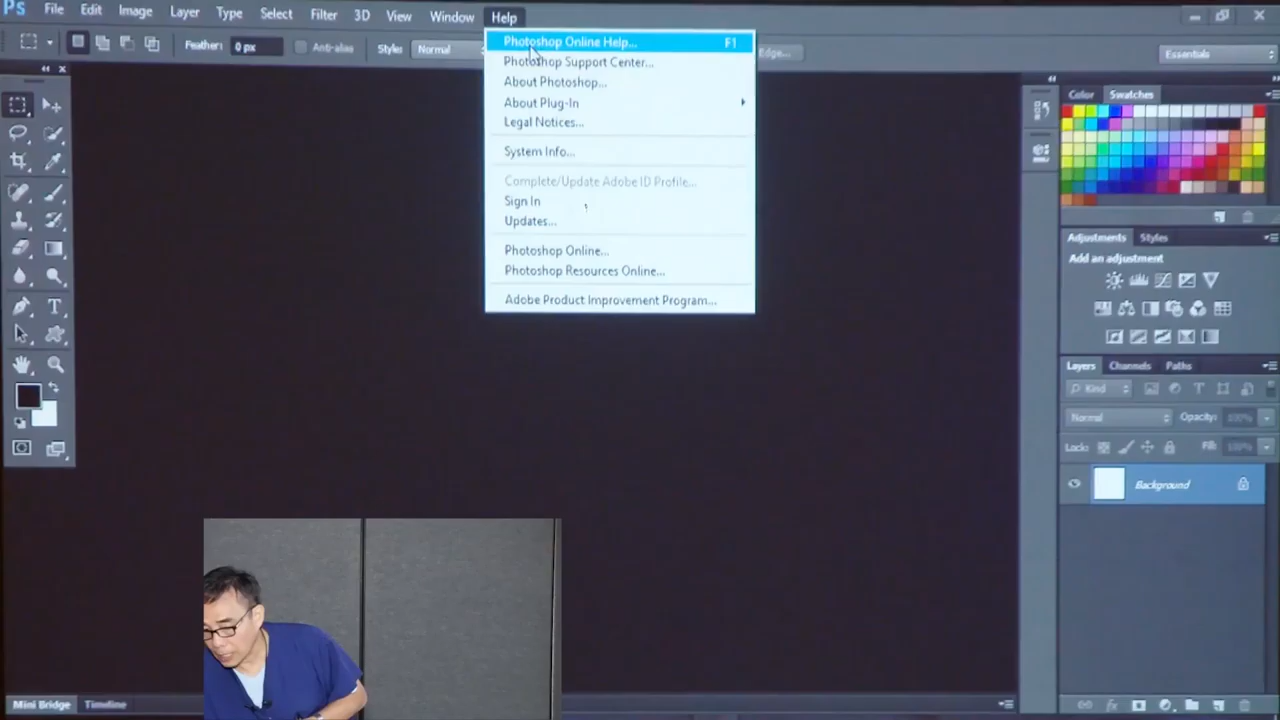 Ps File Edit Image Layer Type Select Filter 3D View Window Help
Feather: 0 px Anti-alias Style: Normal Edge... Essentials
Photoshop Online Help... F1
Photoshop Support Center...
About Photoshop...
About Plug-In
Legal Notices...
System Info...
Complete/Update Adobe ID Profile...
Sign In
Updates...
Photoshop Online...
Photoshop Resources Online...
Adobe Product Improvement Program...
Color Swatches
Adjustments Styles
Add an adjustment
Layers Channels Paths
Kind
Normal Opacity: 100%
Lock: Fill: 100%
Background
Mini Bridge Timeline